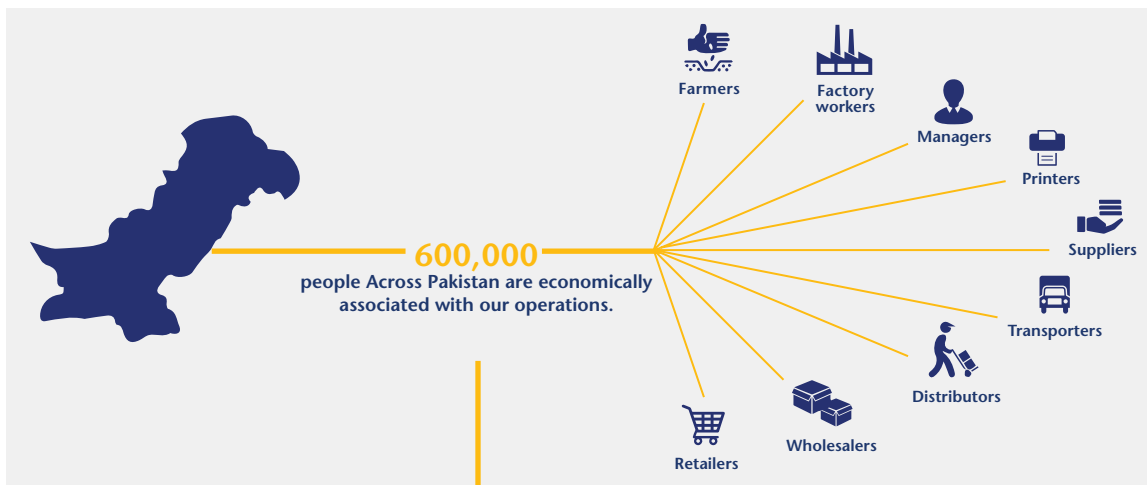 600,000
people Across Pakistan are economically
associated with our operations.
Farmers
Factory
workers
Managers
Printers
Suppliers
Transporters
Distributors
Wholesalers
Retailers